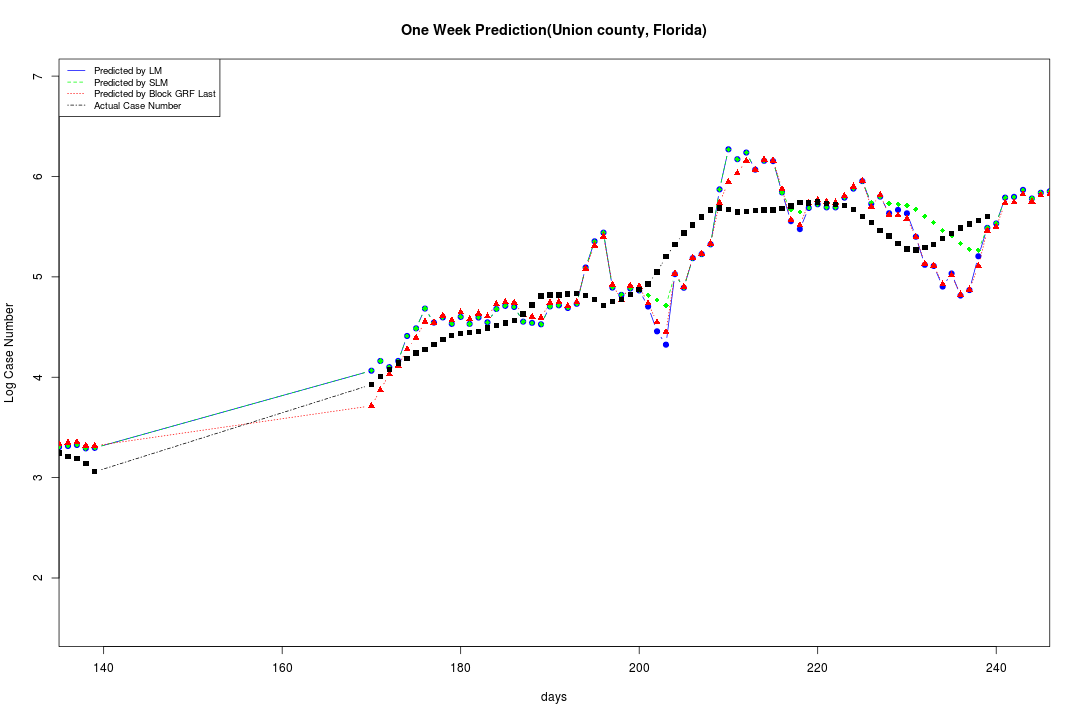 One Week Prediction(Union county, Florida)
Predicted by LM
Predicted by SLM
Predicted by Block GRF Last
Actual Case Number
7
6
5
4
3
2
Log Case Number
140 160 180 200 220 240
days